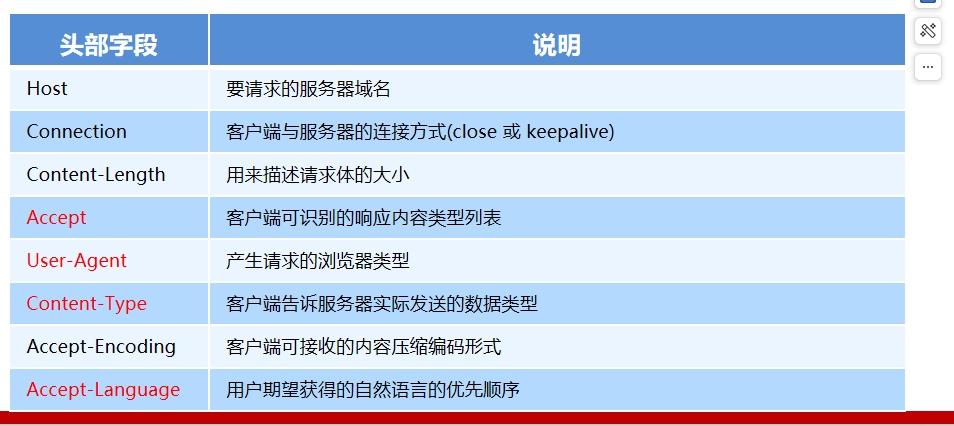 头部字段 说明
Host 要请求的服务器域名
Connection 客户端与服务器的连接方式(close 或 keepalive)
Content-Length 用来描述请求体的大小
Accept 客户端可识别的响应内容类型列表
User-Agent 产生请求的浏览器类型
Content-Type 客户端告诉服务器实际发送的数据类型
Accept-Encoding 客户端可接收的内容压缩编码形式
Accept-Language 用户期望获得的自然语言的优先顺序